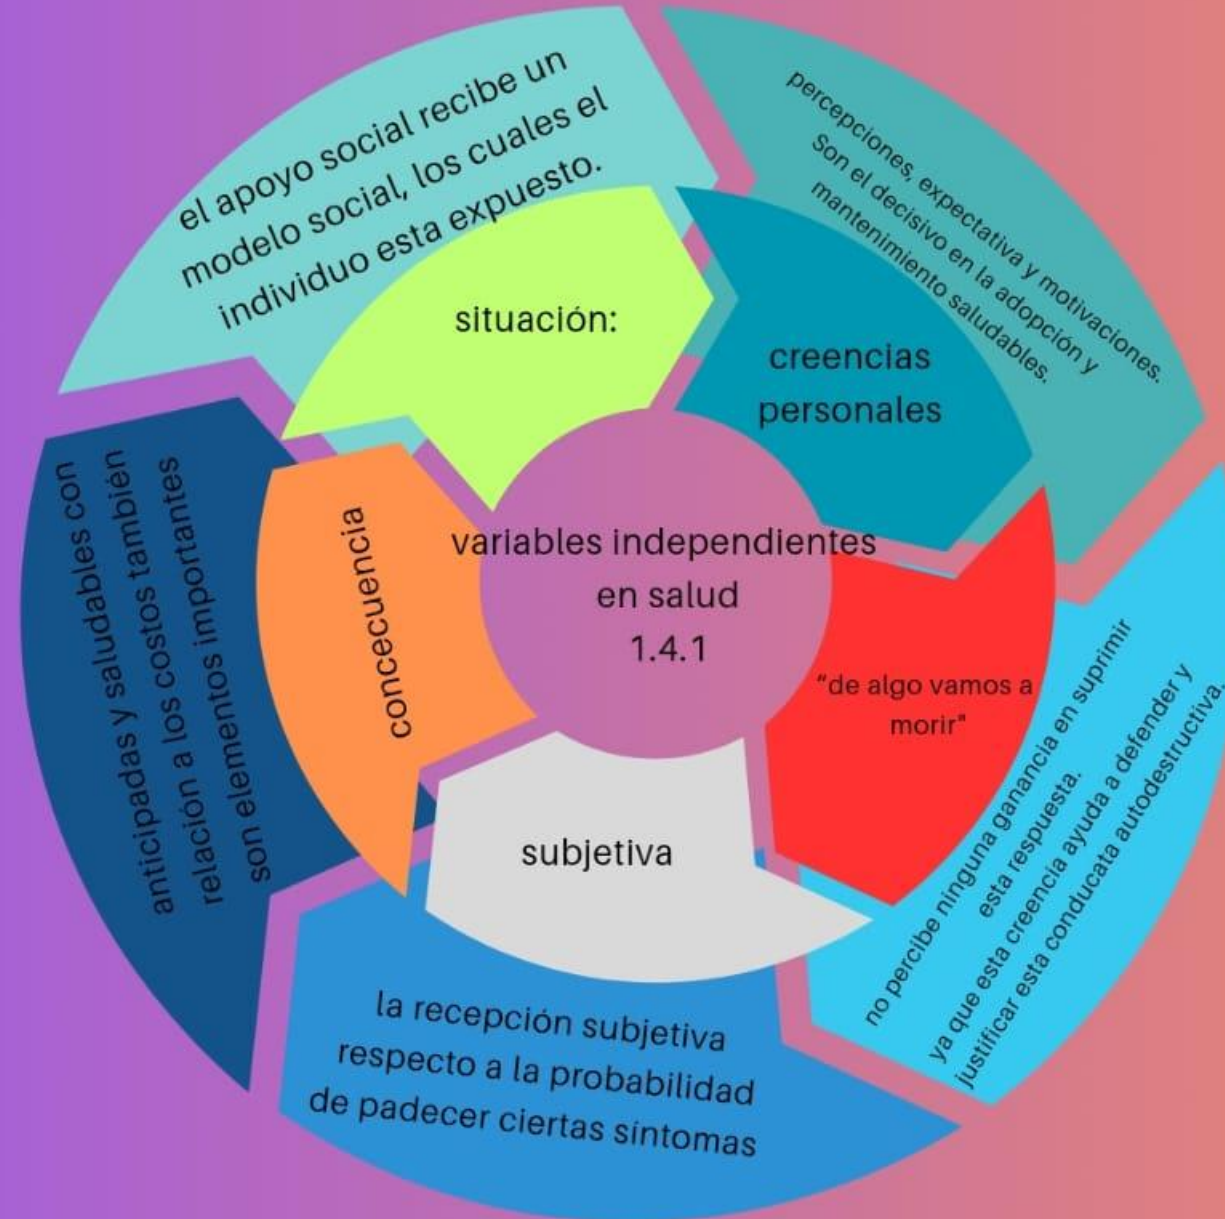 variables independientes
en salud
1.4.1
situación:
el apoyo social recibe un
modelo social, los cuales el
individuo esta expuesto.
creencias
personales
percepciones, expectativa y motivaciones.
Son el decisivo en la adopción y
mantenimiento saludables.
“de algo vamos a
morir"
no percibe ninguna ganancia en suprimir
esta respuesta.
ya que esta creencia ayuda a defender y
justificar esta conducata autodestructiva.
subjetiva
la recepción subjetiva
respecto a la probabilidad
de padecer ciertas síntomas
concecuencia
anticipadas y saludables con
relación a los costos también
son elementos importantes